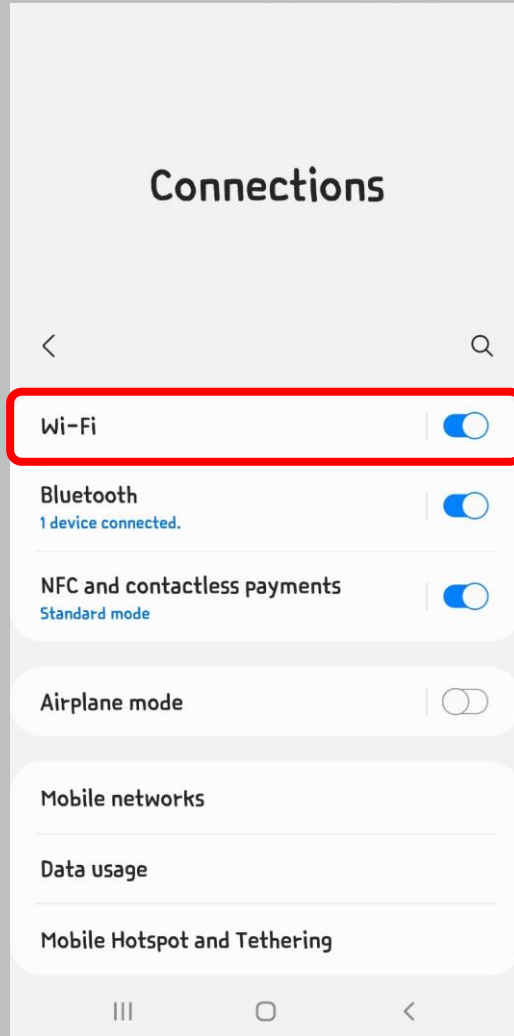 Connections
Wi-Fi
Bluetooth
1 device connected.
NFC and contactless payments
Standard mode
Airplane mode
Mobile networks
Data usage
Mobile Hotspot and Tethering